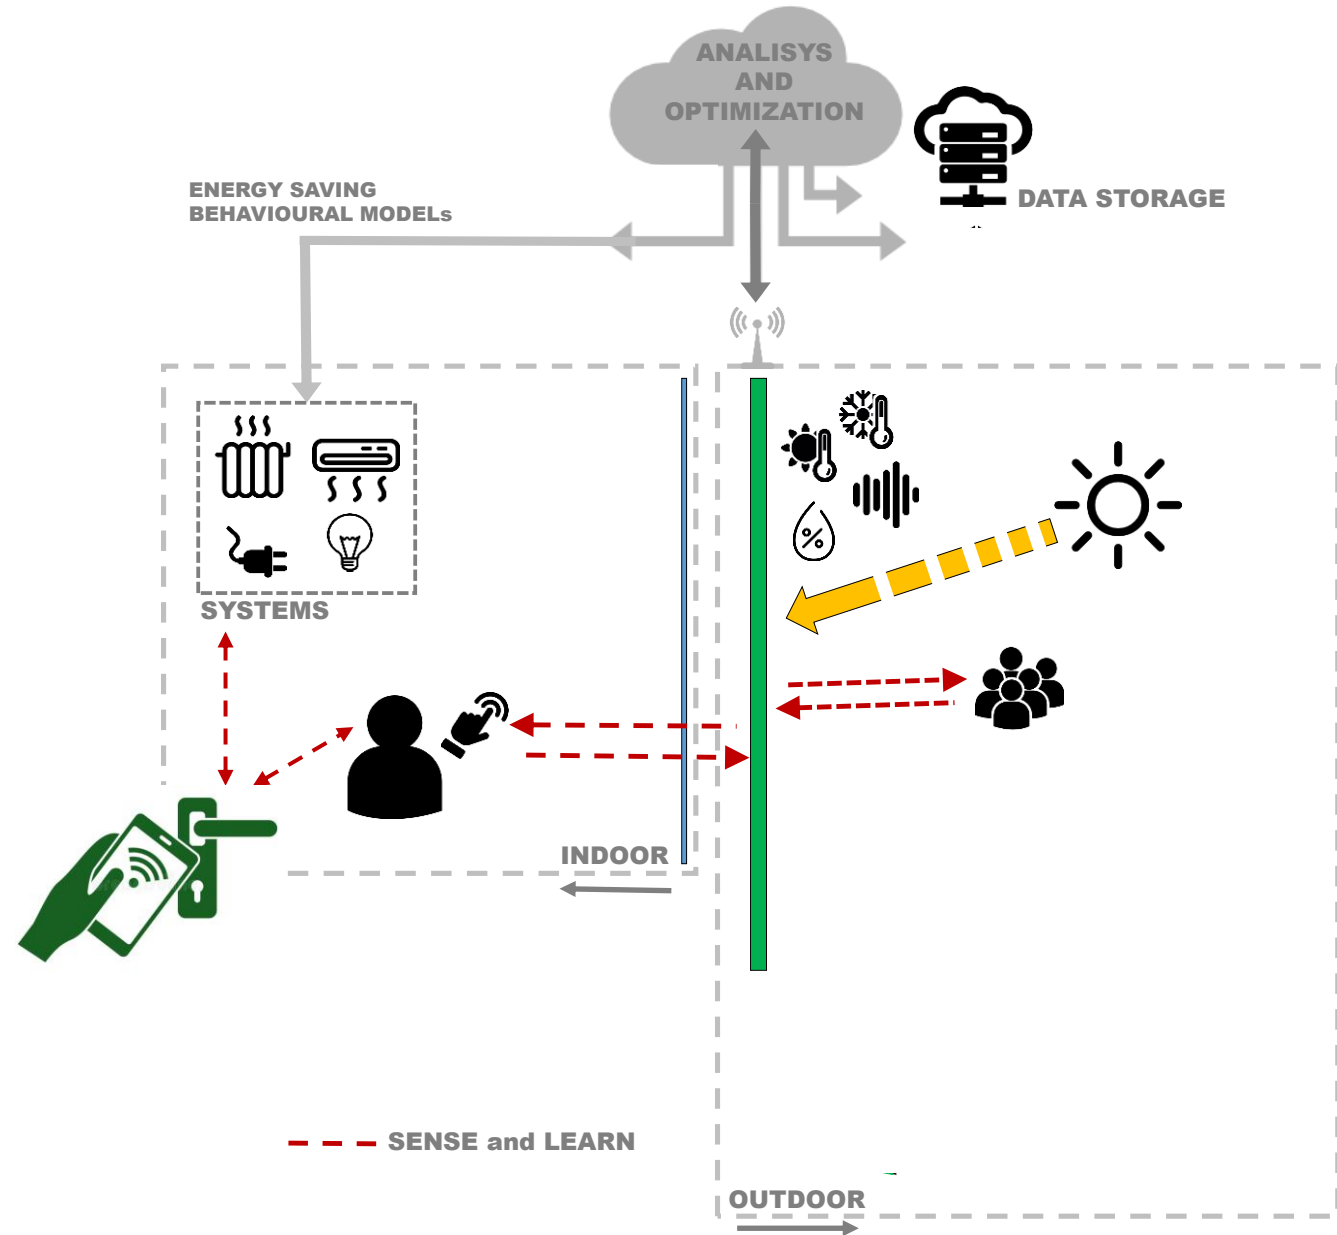 ANALISYS
AND
OPTIMIZATION
DATA STORAGE
ENERGY SAVING
BEHAVIOURAL MODELs
%
SYSTEMS
INDOOR
SENSE and LEARN
OUTDOOR